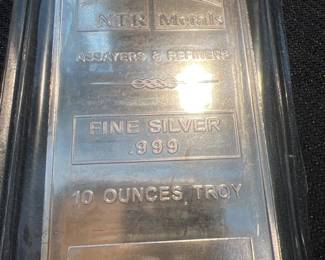 NTR Metals
ASSAYERS & REFINERS
FINE SILVER
.999
10 OUNCES, TROY